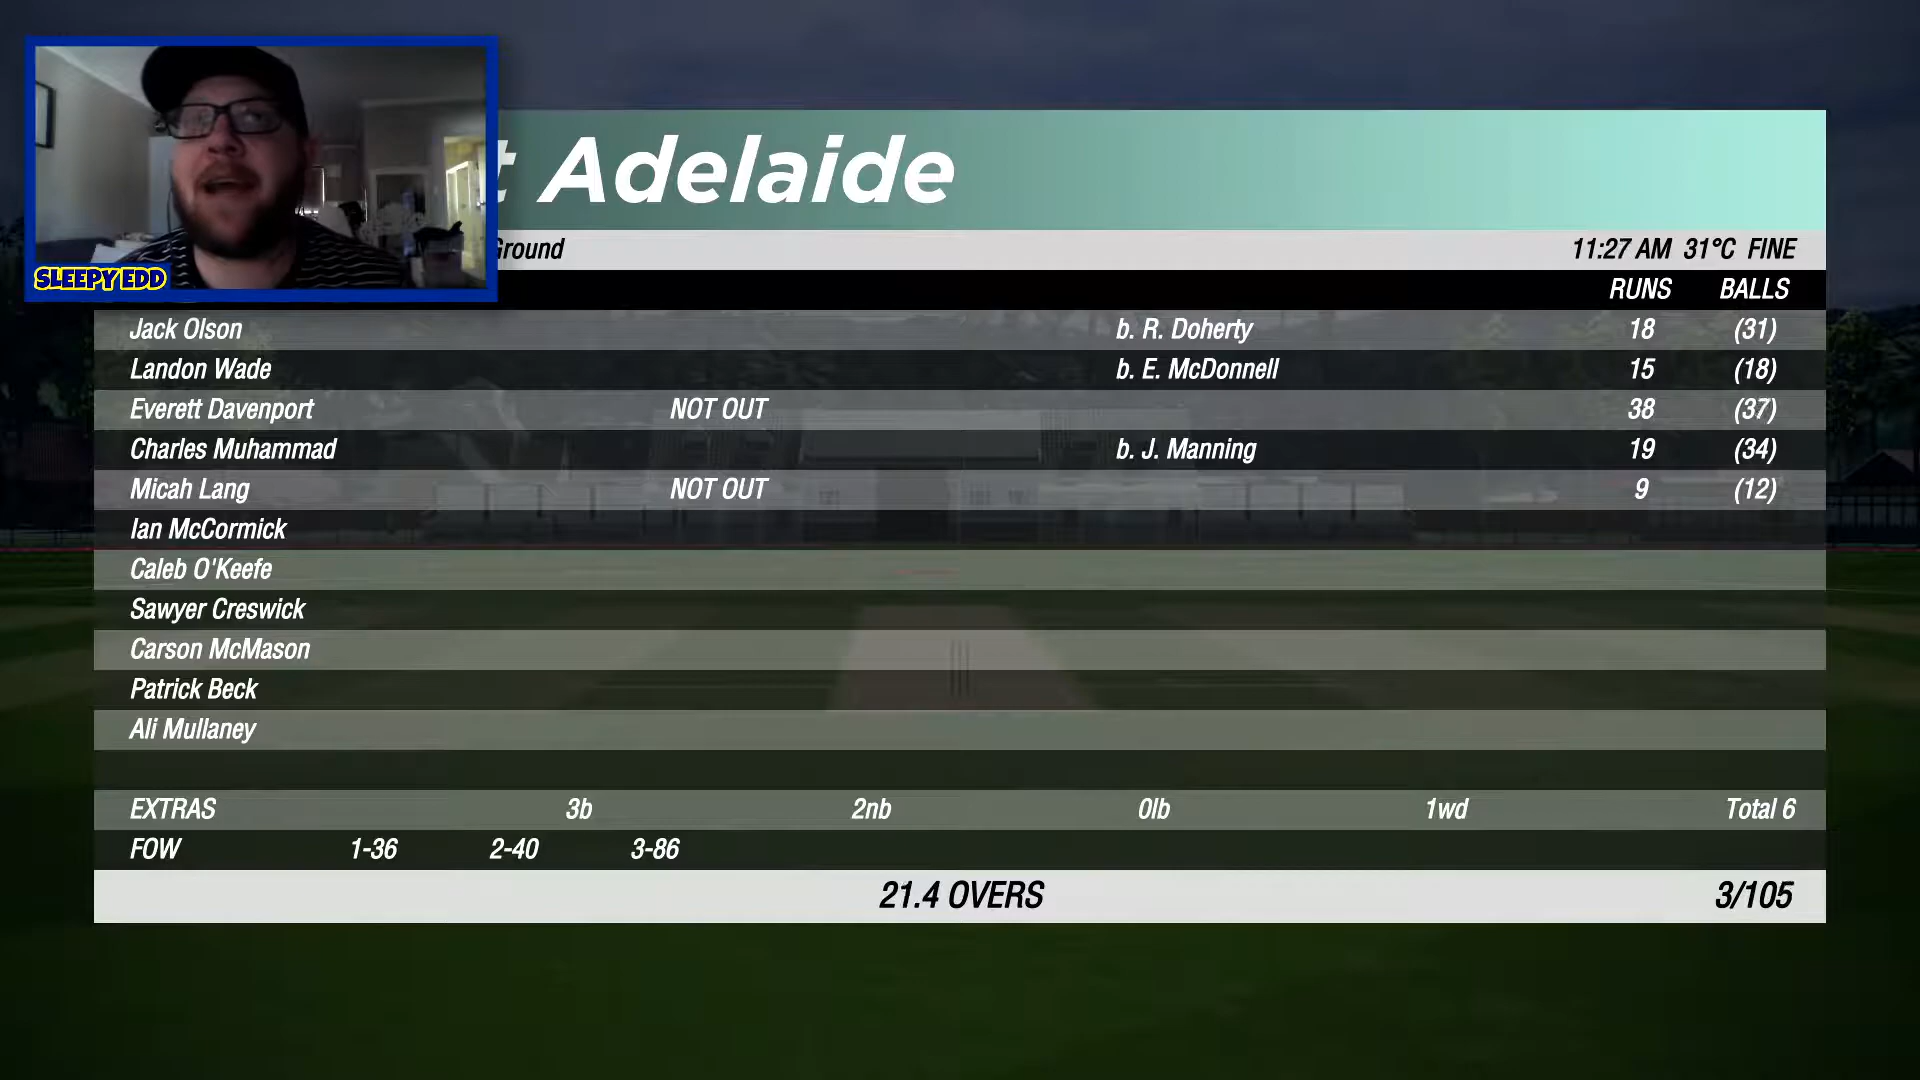 Adelaide
Ground
11:27 AM 31°C FINE
SLEEPY EDD
RUNS BALLS
Jack Olson b. R. Doherty 18 (31)
Landon Wade b. E. McDonnell 15 (18)
Everett Davenport NOT OUT 38 (37)
Charles Muhammad b. J. Manning 19 (34)
Micah Lang NOT OUT 9 (12)
Ian McCormick
Caleb O'Keefe
Sawyer Creswick
Carson McMason
Patrick Beck
Ali Mullaney
EXTRAS 3b 2nb 0lb 1wd Total 6
FOW 1-36 2-40 3-86
21.4 OVERS 3/105